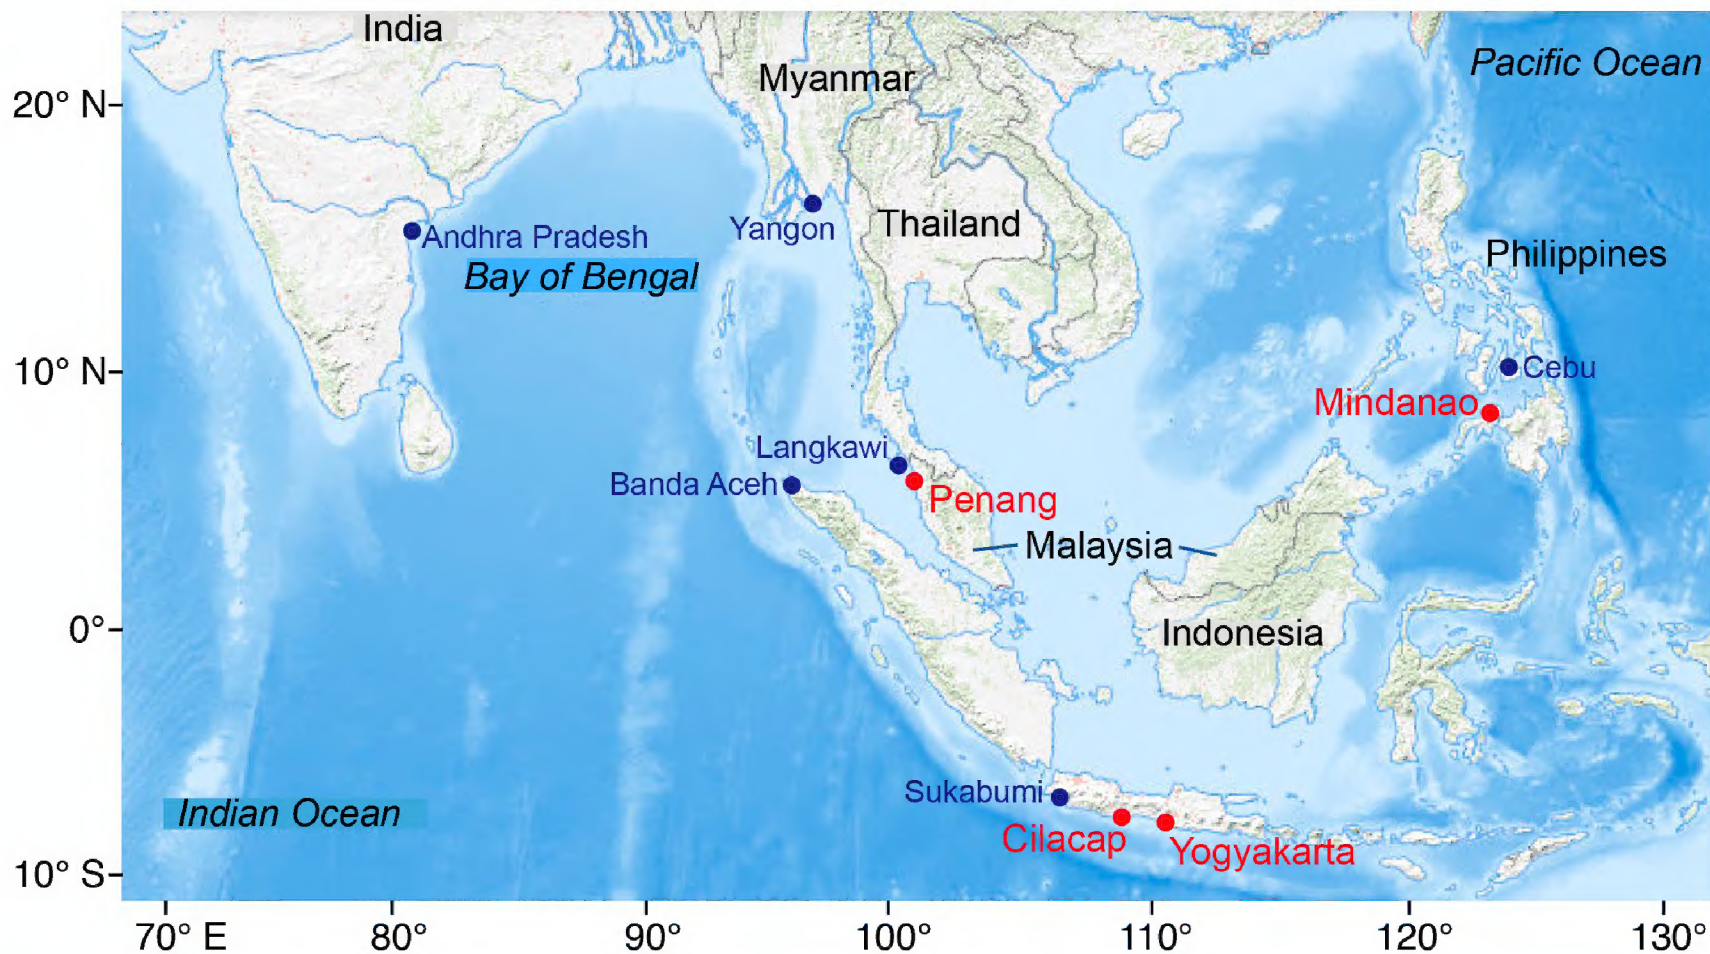 India
Pacific Ocean
Myanmar
20° N
Yangon
Thailand
Andhra Pradesh
Bay of Bengal
Philippines
10° N
Cebu
Mindanao
Langkawi
Banda Aceh
Penang
Malaysia
0°
Indonesia
Sukabumi
Indian Ocean
Cilacap
Yogyakarta
10° S
70° E
80°
90°
100°
110°
120°
130°